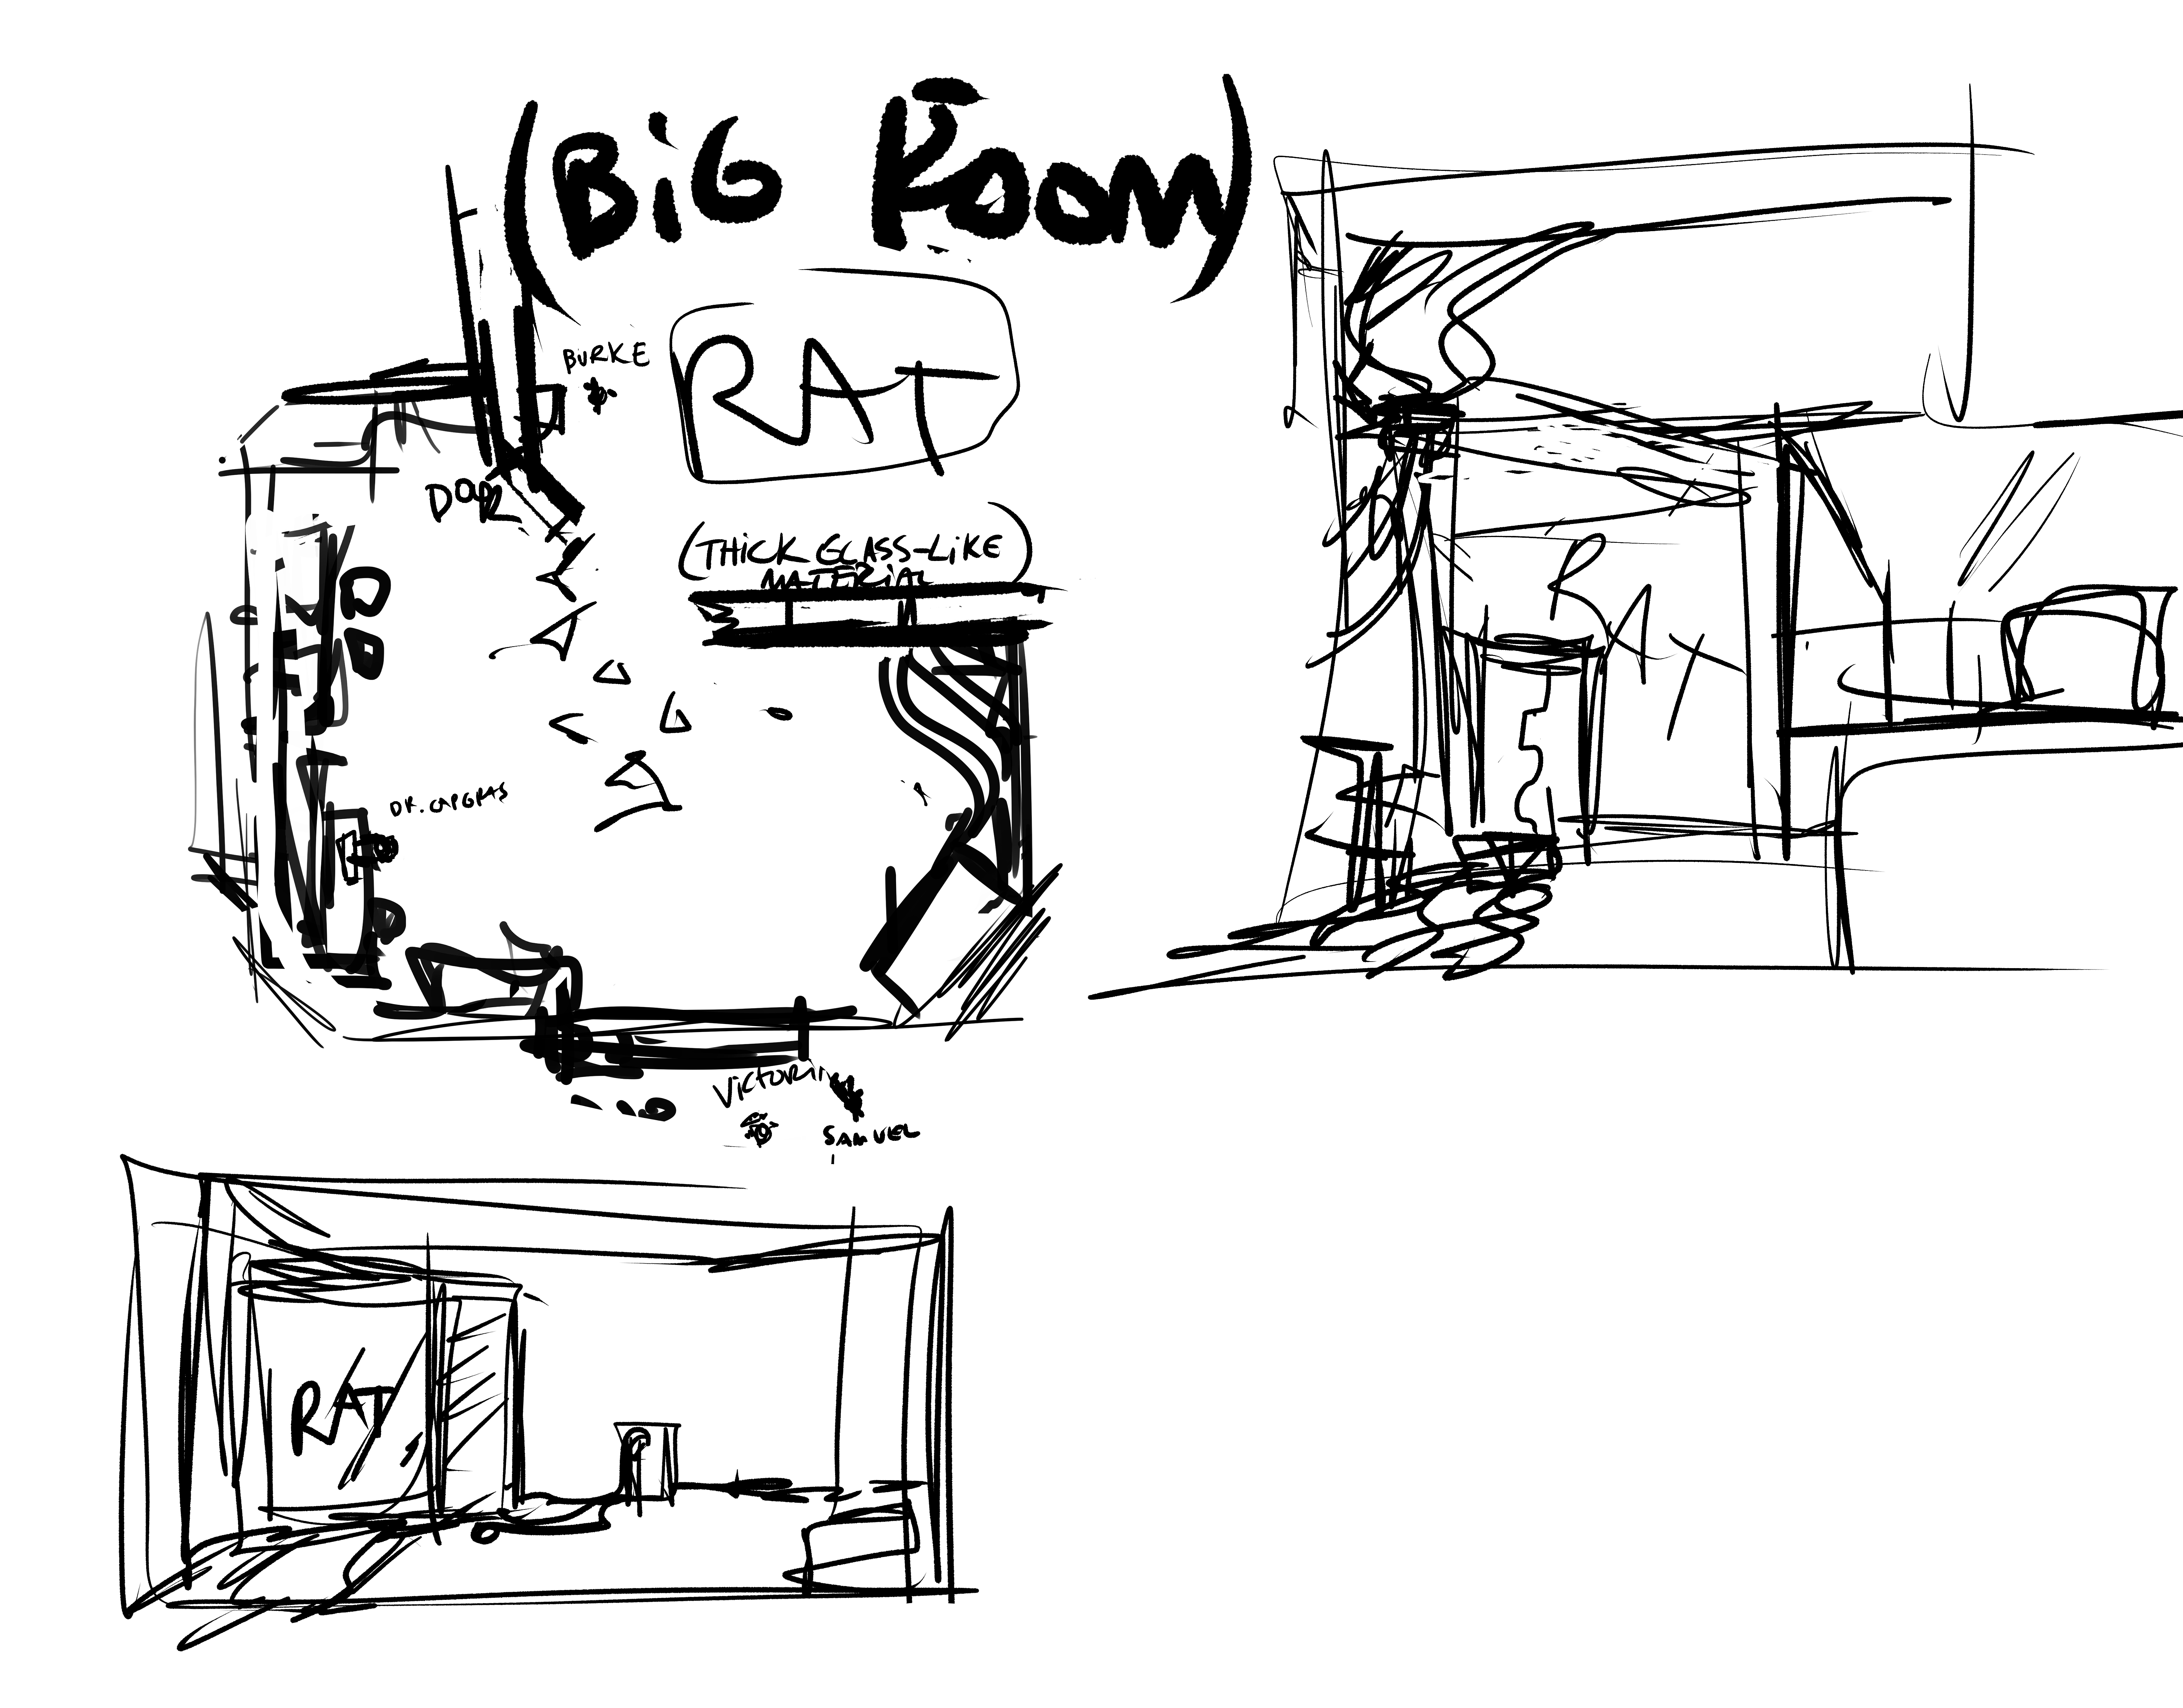 (BiG Room)
BURKE
RAT
DOOR
(THiCK GLASS-LiKE
MATERiAL
DR. CAPGRAS
ViCTORiA
SAMUEL
RAT
RAT